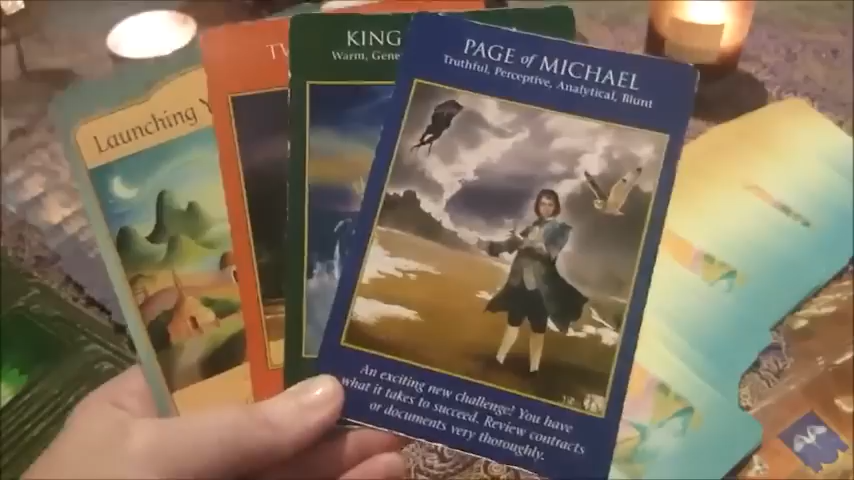 Launching
TW
KING
Warm, Gene
PAGE of MICHAEL
Truthful, Perceptive, Analytical, Blunt
An exciting new challenge! You have
what it takes to succeed. Review contracts
or documents very thoroughly.